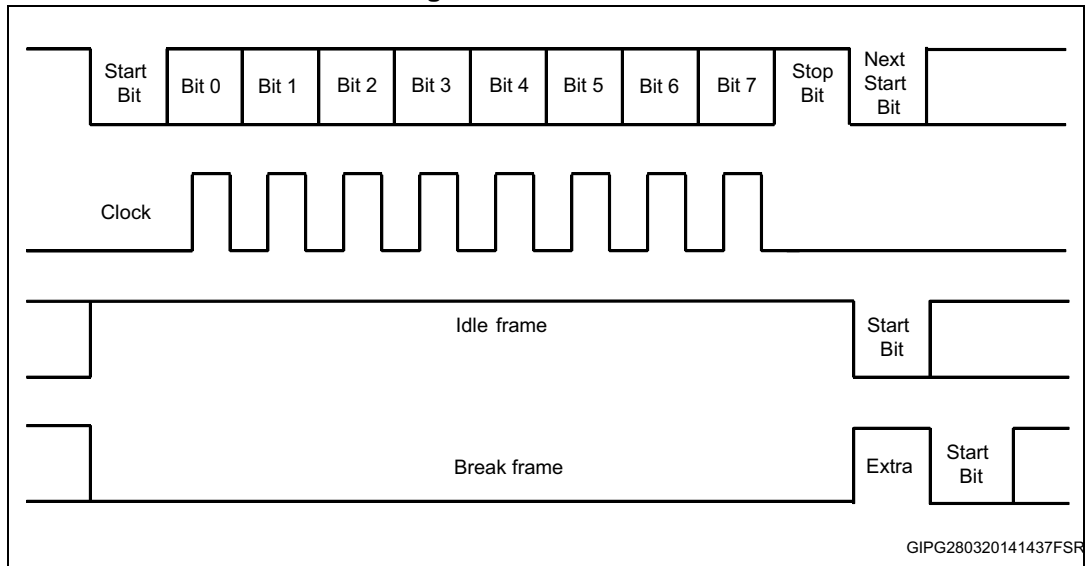 Start Bit
Bit 0
Bit 1
Bit 2
Bit 3
Bit 4
Bit 5
Bit 6
Bit 7
Stop Bit
Next Start Bit
Clock
Idle frame
Start Bit
Break frame
Extra
Start Bit
GIPG280320141437FSR